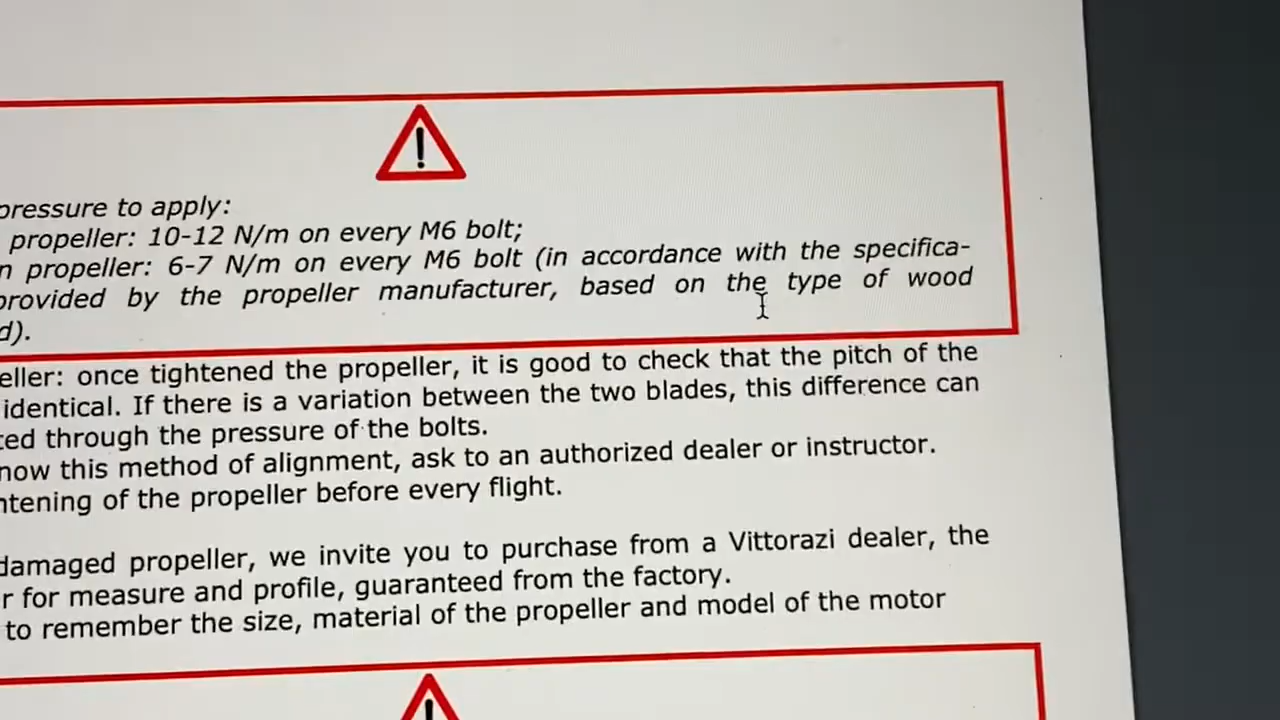 pressure to apply:
propeller: 10-12 N/m on every M6 bolt;
n propeller: 6-7 N/m on every M6 bolt (in accordance with the specifica-
provided by the propeller manufacturer, based on the type of wood
d).
eller: once tightened the propeller, it is good to check that the pitch of the
identical. If there is a variation between the two blades, this difference can
ted through the pressure of the bolts.
now this method of alignment, ask to an authorized dealer or instructor.
htening of the propeller before every flight.
damaged propeller, we invite you to purchase from a Vittorazi dealer, the
r for measure and profile, guaranteed from the factory.
to remember the size, material of the propeller and model of the motor